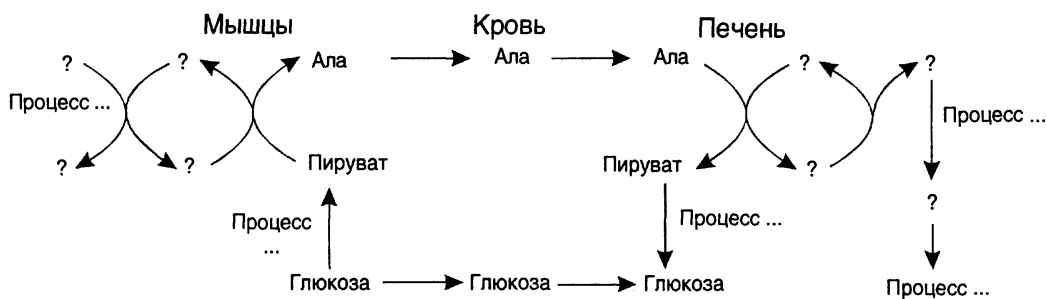 Мышцы Кровь Печень
? ? Ала Ала Ала ? ?
Процесс ... Процесс ...
? ? Пируват Пируват ?
?
Процесс
...
Процесс ...
Глюкоза Глюкоза Глюкоза Процесс ...